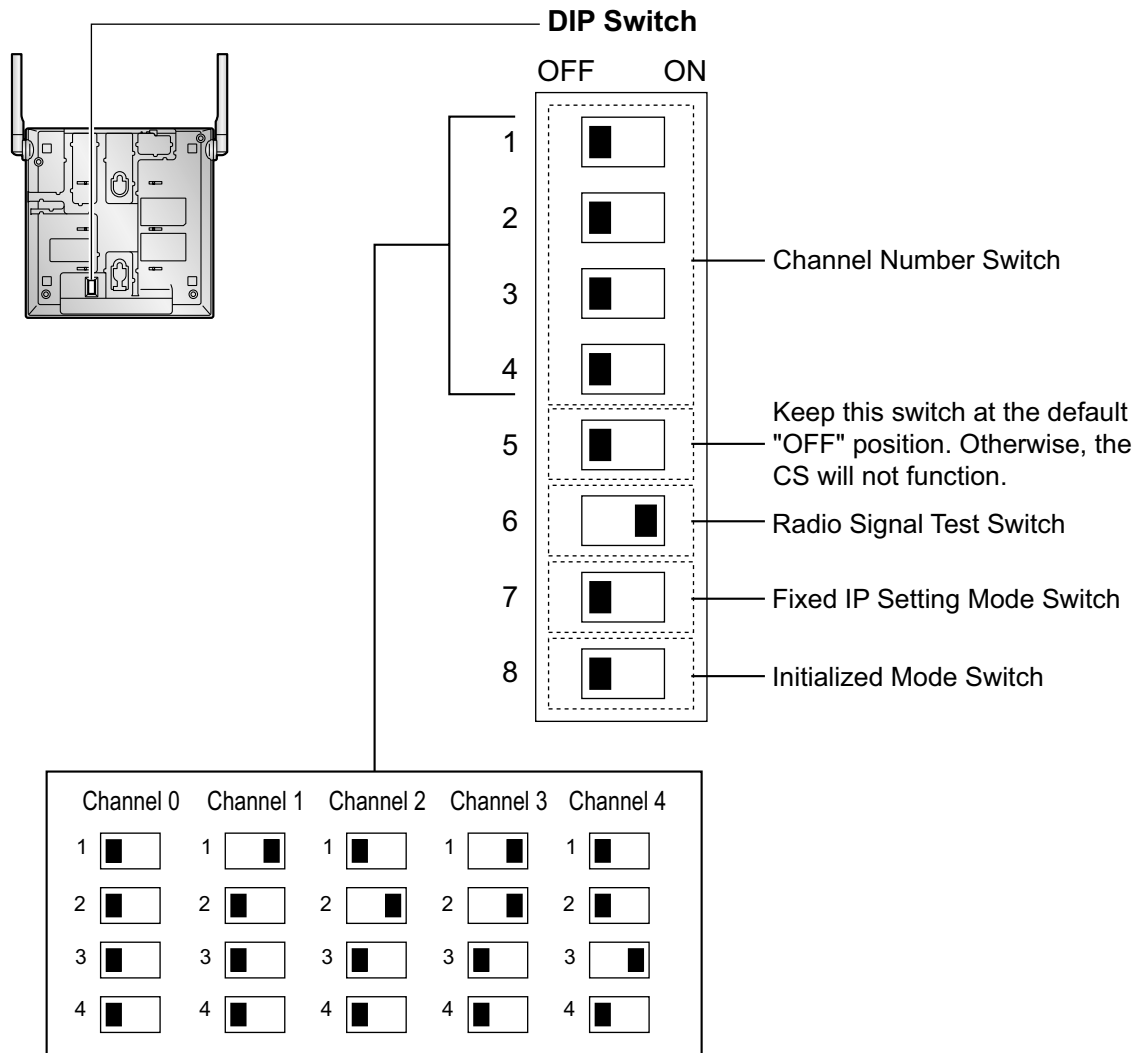 DIP Switch
OFF ON
1
2
3
4
5
6
7
8
Channel Number Switch
Keep this switch at the default
"OFF" position. Otherwise, the
CS will not function.
Radio Signal Test Switch
Fixed IP Setting Mode Switch
Initialized Mode Switch
Channel 0 Channel 1 Channel 2 Channel 3 Channel 4
1 1 1 1 1
2 2 2 2 2
3 3 3 3 3
4 4 4 4 4